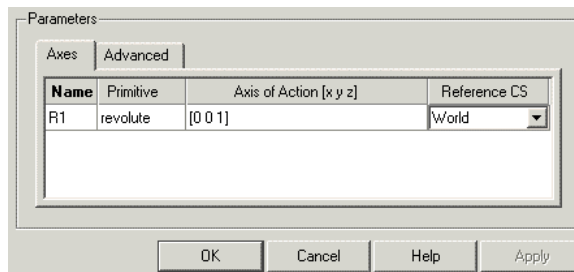 Parameters
Axes Advanced
Name Primitive Axis of Action [x y z] Reference CS
R1 revolute [0 0 1] World
OK Cancel Help Apply